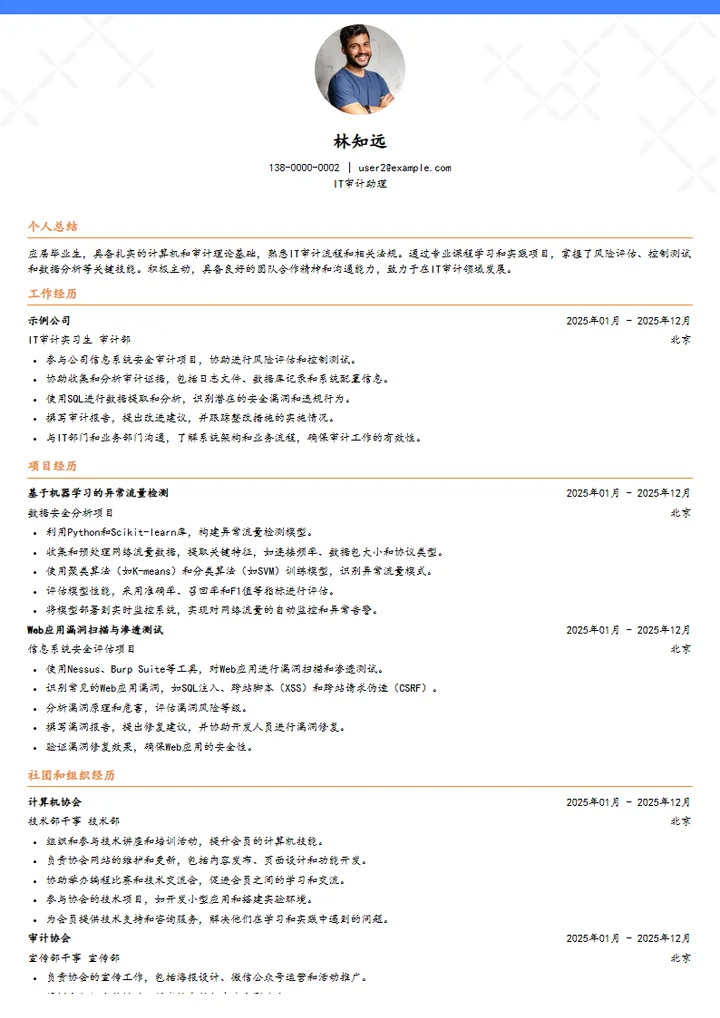 林知远
138-0000-0002 | user2@example.com
IT审计助理
个人总结
应届毕业生，具备扎实的计算机和审计理论基础，熟悉IT审计流程和相关法规。通过专业课程学习和实践项目，掌握了风险评估、控制测试
和数据分析等关键技能。积极主动，具备良好的团队合作精神和沟通能力，致力于在IT审计领域发展。
工作经历
示例公司 2025年01月 - 2025年12月
IT审计实习生 审计部 北京
• 参与公司信息系统安全审计项目，协助进行风险评估和控制测试。
• 协助收集和分析审计证据，包括日志文件、数据库记录和系统配置信息。
• 使用SQL进行数据提取和分析，识别潜在的安全漏洞和违规行为。
• 撰写审计报告，提出改进建议，并跟踪整改措施的实施情况。
• 与IT部门和业务部门沟通，了解系统架构和业务流程，确保审计工作的有效性。
项目经历
基于机器学习的异常流量检测 2025年01月 - 2025年12月
数据安全分析项目 北京
• 利用Python和Scikit-learn库，构建异常流量检测模型。
• 收集和预处理网络流量数据，提取关键特征，如连接频率、数据包大小和协议类型。
• 使用聚类算法（如K-means）和分类算法（如SVM）训练模型，识别异常流量模式。
• 评估模型性能，采用准确率、召回率和F1值等指标进行评估。
• 将模型部署到实时监控系统，实现对网络流量的自动监控和异常告警。
Web应用漏洞扫描与渗透测试 2025年01月 - 2025年12月
信息系统安全评估项目 北京
• 使用Nessus、Burp Suite等工具，对Web应用进行漏洞扫描和渗透测试。
• 识别常见的Web应用漏洞，如SQL注入、跨站脚本（XSS）和跨站请求伪造（CSRF）。
• 分析漏洞原理和危害，评估漏洞风险等级。
• 撰写漏洞报告，提出修复建议，并协助开发人员进行漏洞修复。
• 验证漏洞修复效果，确保Web应用的安全性。
社团和组织经历
计算机协会 2025年01月 - 2025年12月
技术部干事 技术部 北京
• 组织和参与技术讲座和培训活动，提升会员的计算机技能。
• 负责协会网站的维护和更新，包括内容发布、页面设计和功能开发。
• 协助举办编程比赛和技术交流会，促进会员之间的学习和交流。
• 参与协会的技术项目，如开发小型应用和搭建实验环境。
• 为会员提供技术支持和咨询服务，解决他们在学习和实践中遇到的问题。
审计协会 2025年01月 - 2025年12月
宣传部干事 宣传部 北京
• 负责协会的宣传工作，包括海报设计、微信公众号运营和活动推广。